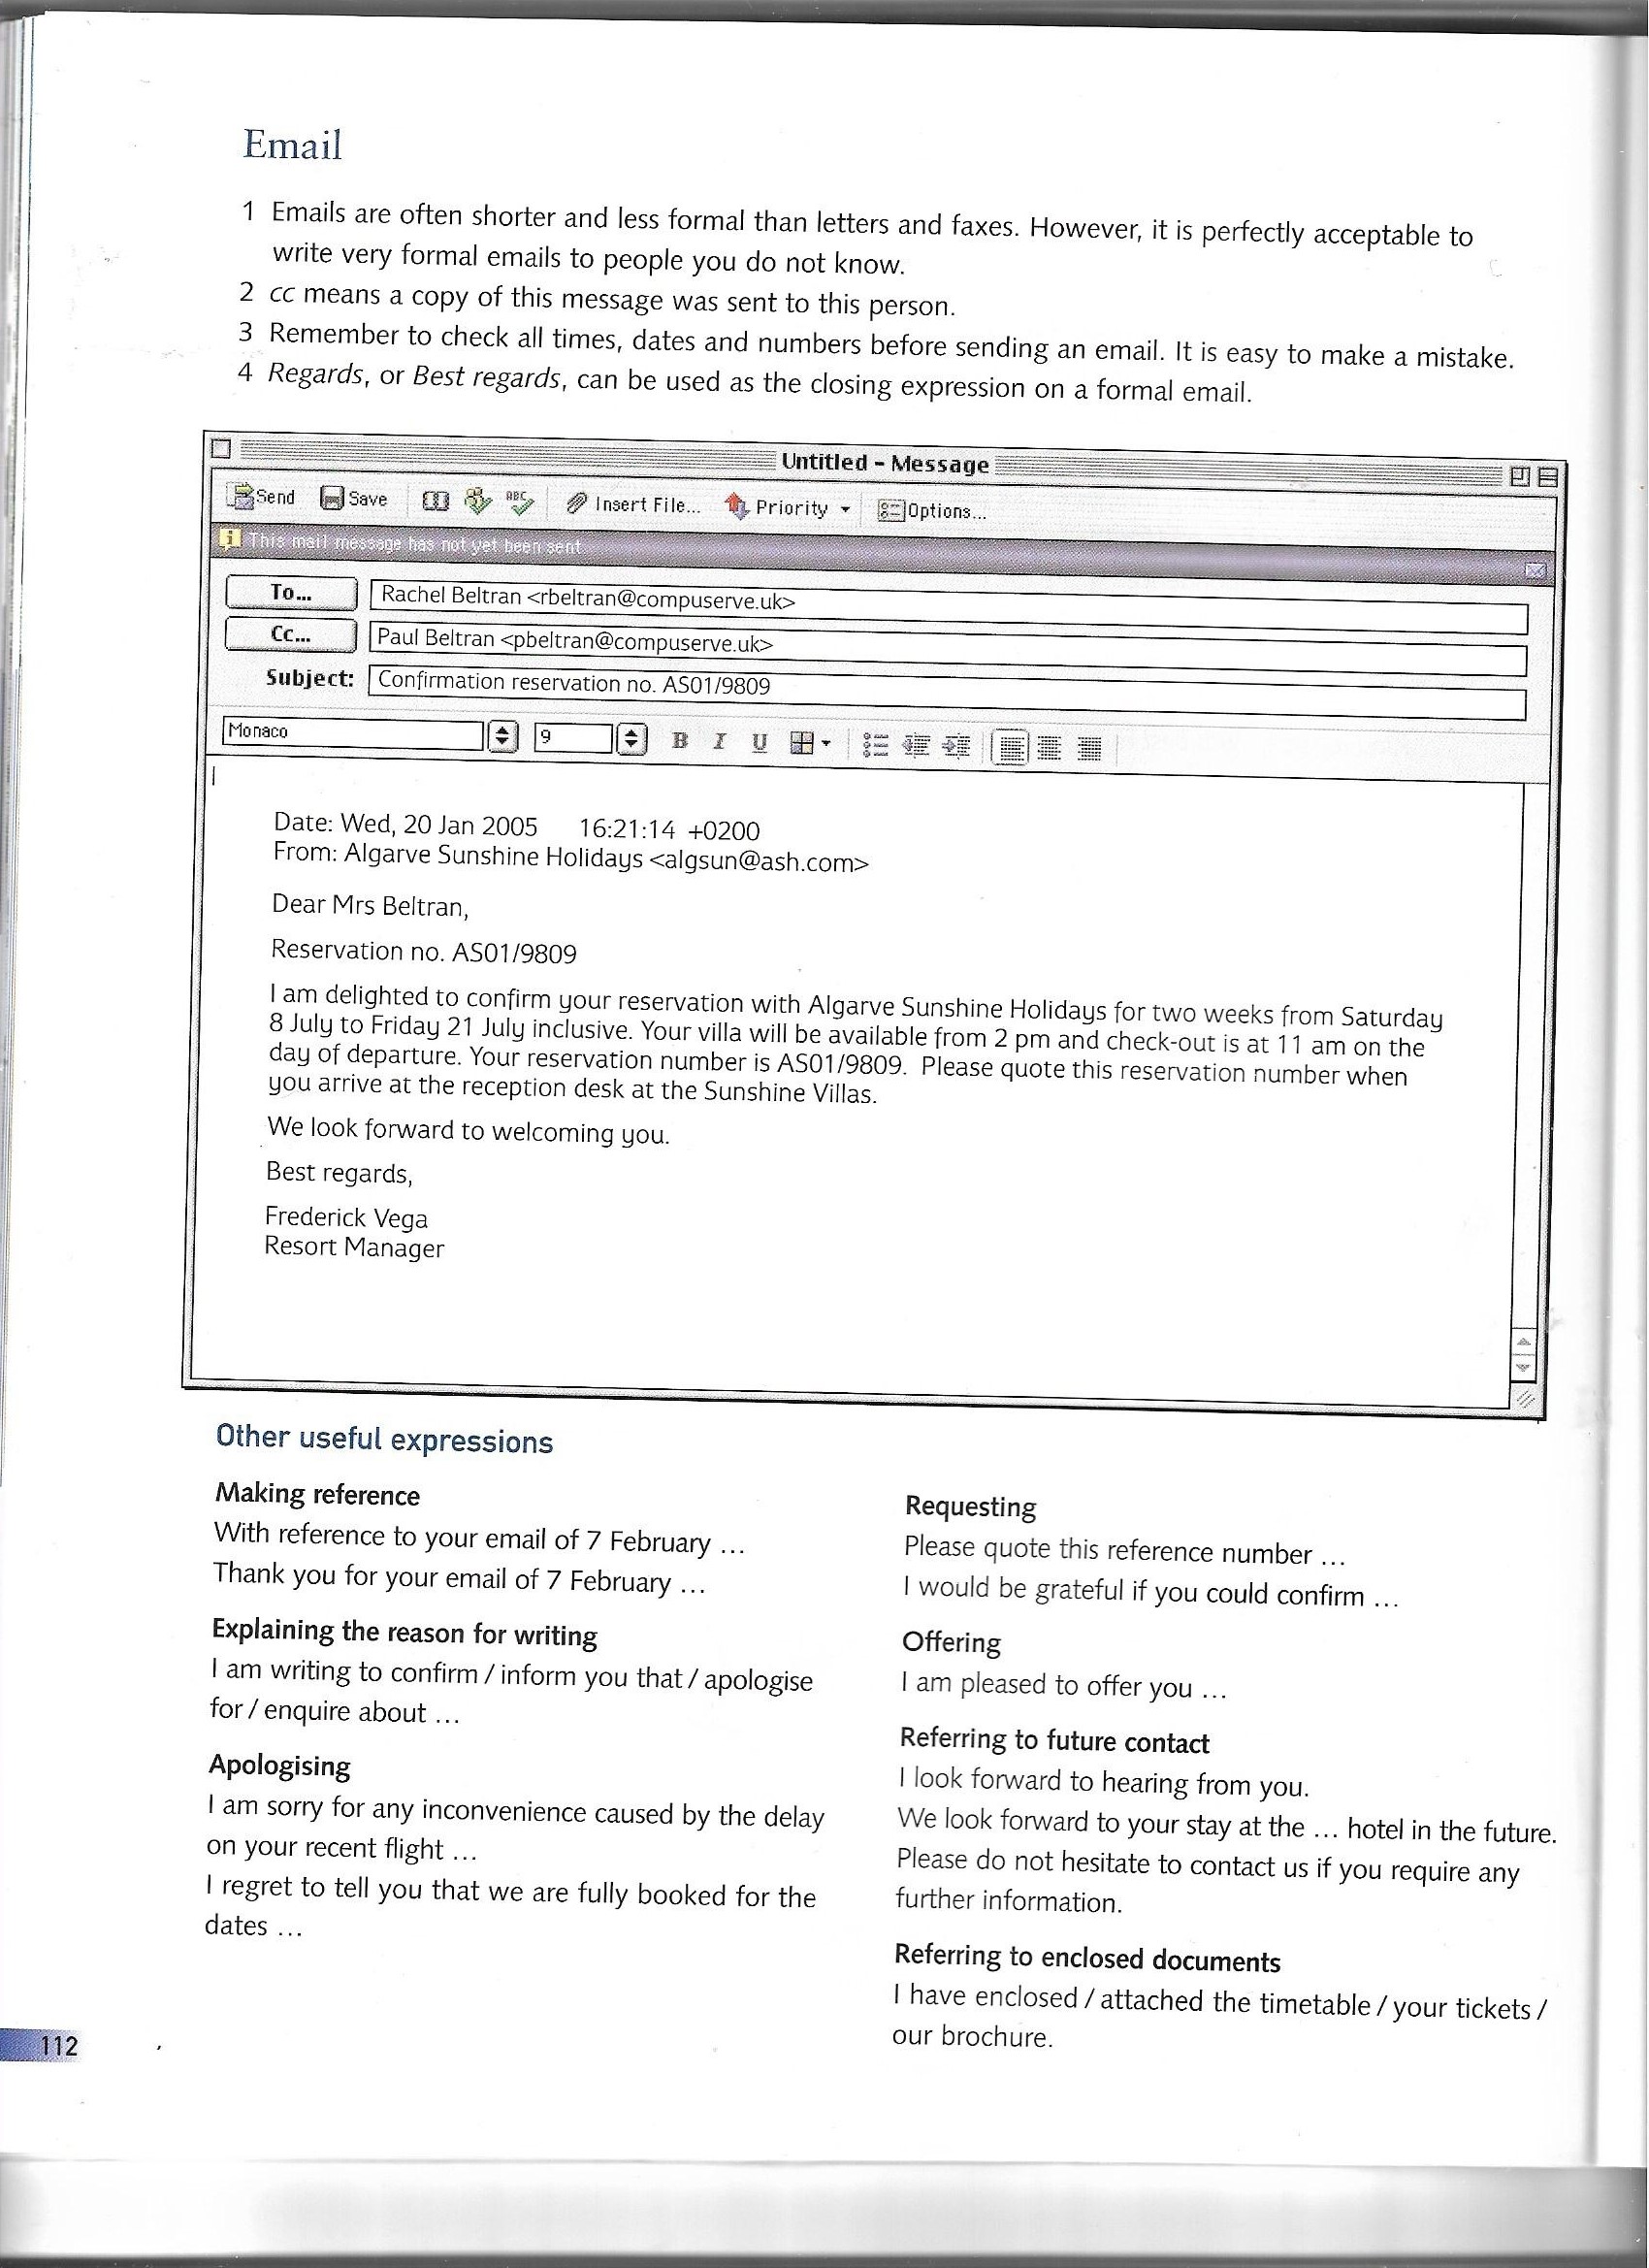 Email
1 Emails are often shorter and less formal than letters and faxes. However, it is perfectly acceptable to
write very formal emails to people you do not know.
2 cc means a copy of this message was sent to this person.
3 Remember to check all times, dates and numbers before sending an email. It is easy to make a mistake.
4 Regards, or Best regards, can be used as the closing expression on a formal email.
Untitled - Message
Send Save ABC Insert File... Priority Options...
This mail message has not yet been sent
To... Rachel Beltran <rbeltran@compuserve.uk>
Cc... Paul Beltran <pbeltran@compuserve.uk>
Subject: Confirmation reservation no. AS01/9809
Monaco 9 B I U
Date: Wed, 20 Jan 2005 16:21:14 +0200
From: Algarve Sunshine Holidays <algsun@ash.com>
Dear Mrs Beltran,
Reservation no. AS01/9809
I am delighted to confirm your reservation with Algarve Sunshine Holidays for two weeks from Saturday
8 July to Friday 21 July inclusive. Your villa will be available from 2 pm and check-out is at 11 am on the
day of departure. Your reservation number is AS01/9809. Please quote this reservation number when
you arrive at the reception desk at the Sunshine Villas.
We look forward to welcoming you.
Best regards,
Frederick Vega
Resort Manager
Other useful expressions
Making reference
With reference to your email of 7 February ...
Thank you for your email of 7 February ...
Explaining the reason for writing
I am writing to confirm / inform you that / apologise
for / enquire about ...
Apologising
I am sorry for any inconvenience caused by the delay
on your recent flight ...
I regret to tell you that we are fully booked for the
dates ...
Requesting
Please quote this reference number ...
I would be grateful if you could confirm ...
Offering
I am pleased to offer you ...
Referring to future contact
I look forward to hearing from you.
We look forward to your stay at the ... hotel in the future.
Please do not hesitate to contact us if you require any
further information.
Referring to enclosed documents
I have enclosed / attached the timetable / your tickets /
our brochure.
112